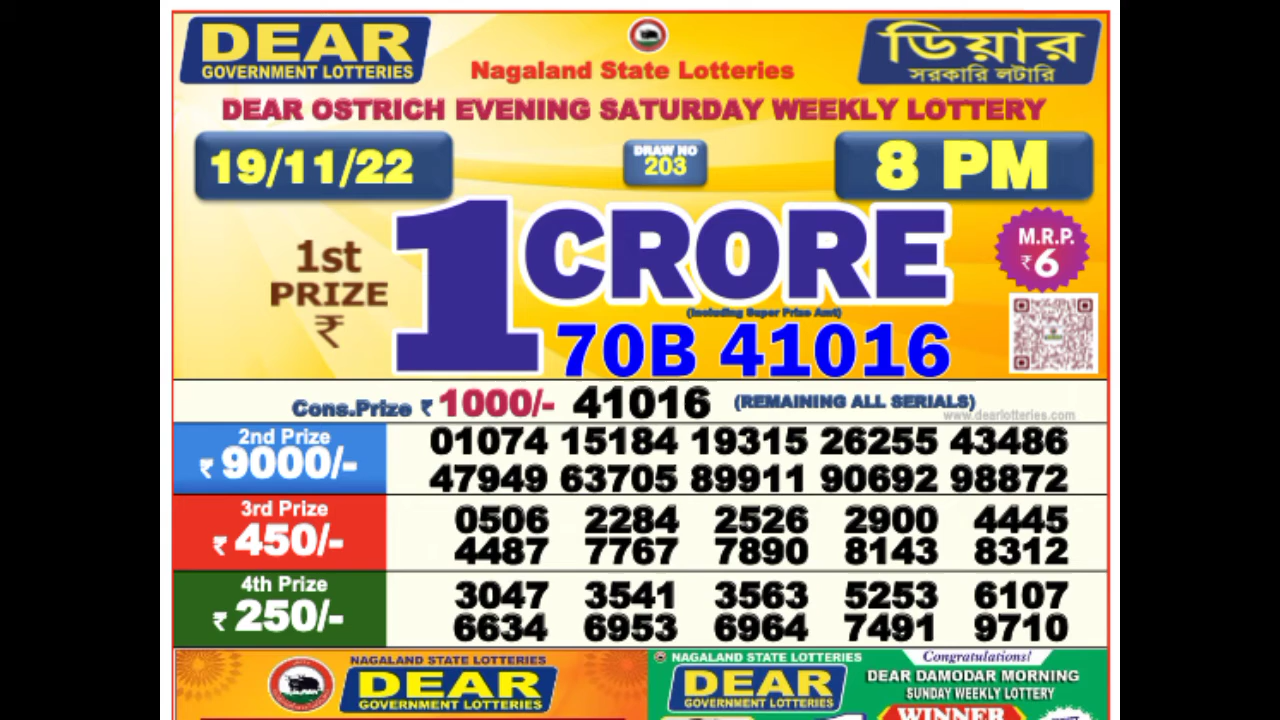 DEAR
GOVERNMENT LOTTERIES
Nagaland State Lotteries
ডিয়ার
সরকারি লটারি
DEAR OSTRICH EVENING SATURDAY WEEKLY LOTTERY
19/11/22
DRAW NO
203
8 PM
1st
PRIZE
₹
1 CRORE
(Including Super Prize Amt)
70B 41016
M.R.P.
₹ 6
Cons.Prize ₹ 1000/- 41016 (REMAINING ALL SERIALS)
www.dearlotteries.com
2nd Prize
₹ 9000/-
01074 15184 19315 26255 43486
47949 63705 89911 90692 98872
3rd Prize
₹ 450/-
0506 2284 2526 2900 4445
4487 7767 7890 8143 8312
4th Prize
₹ 250/-
3047 3541 3563 5253 6107
6634 6953 6964 7491 9710
NAGALAND STATE LOTTERIES
DEAR
GOVERNMENT LOTTERIES
NAGALAND STATE LOTTERIES
DEAR
GOVERNMENT LOTTERIES
Congratulations!
DEAR DAMODAR MORNING
SUNDAY WEEKLY LOTTERY
WINNER